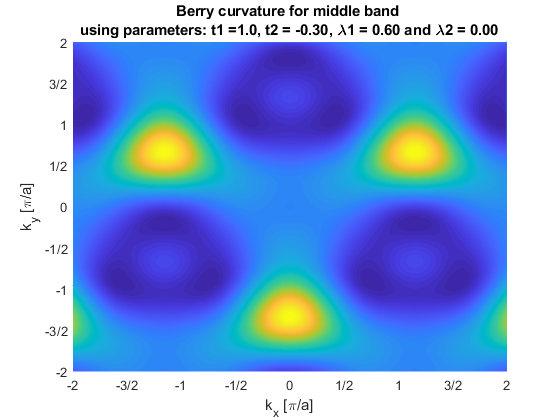 Berry curvature for middle band
using parameters: t1 =1.0, t2 = -0.30, λ1 = 0.60 and λ2 = 0.00
2
3/2
1
1/2
0
-1/2
-1
-3/2
-2
k_y [π/a]
-2 -3/2 -1 -1/2 0 1/2 1 3/2 2
k_x [π/a]